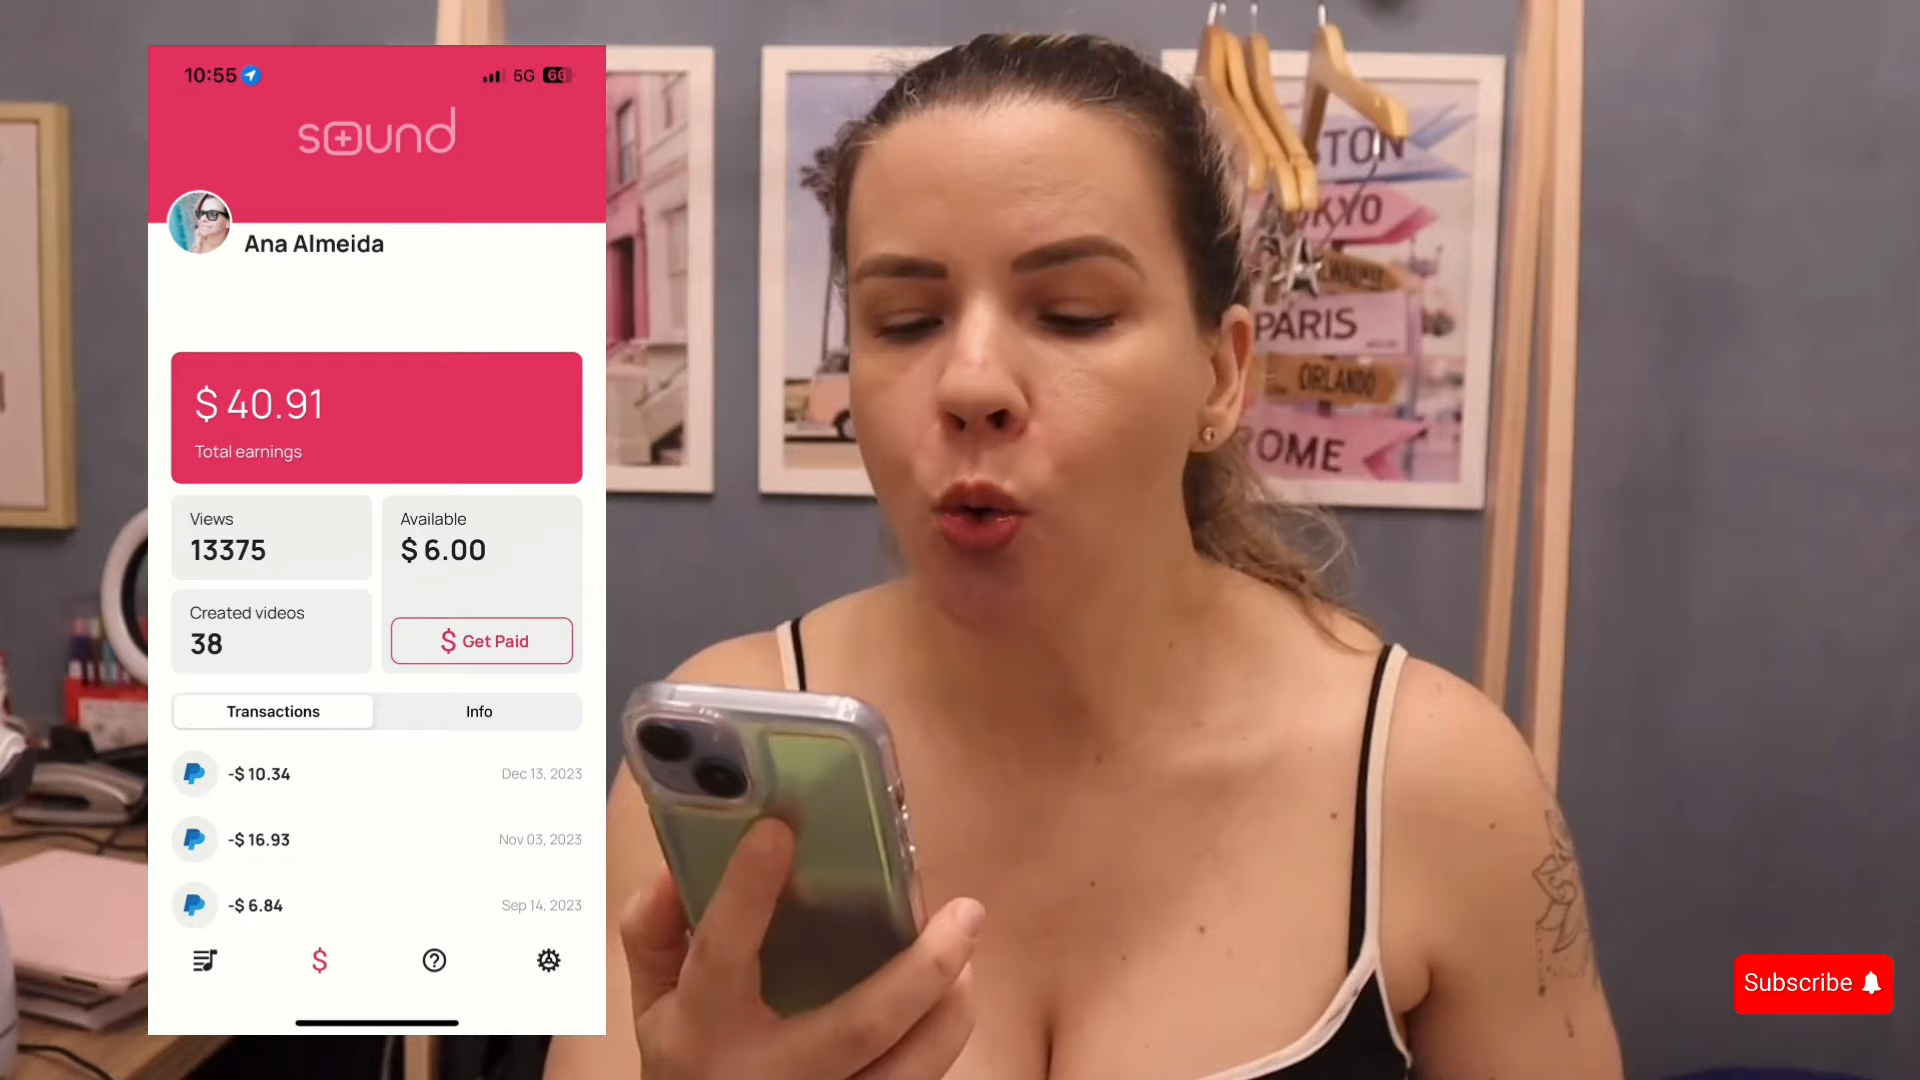 10:55
5G 66
sound
Ana Almeida
$ 40.91
Total earnings
Views
13375
Available
$ 6.00
Created videos
38
$ Get Paid
Transactions
Info
-$ 10.34
Dec 13, 2023
-$ 16.93
Nov 03, 2023
-$ 6.84
Sep 14, 2023
TON
PARIS
ORLANDO
Subscribe